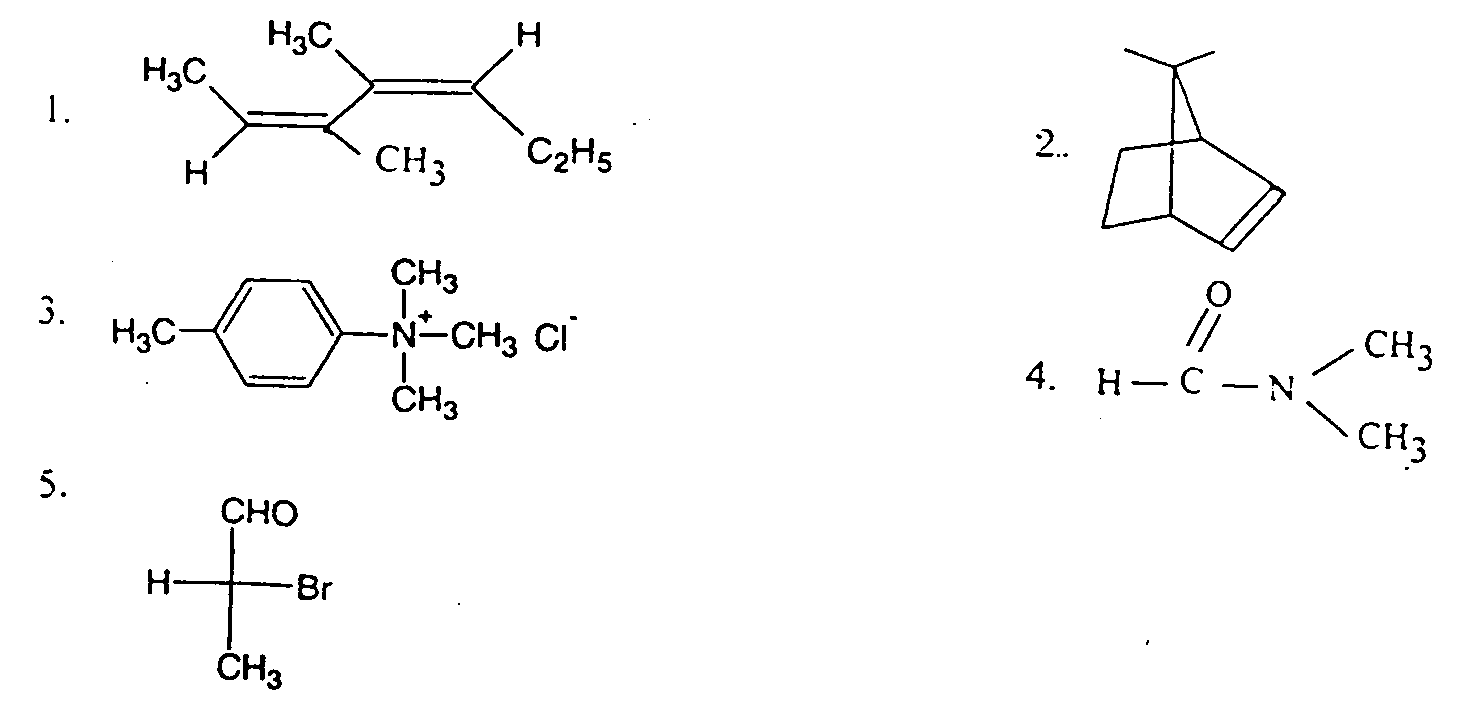 1.
H₃C
H₃C
H
H
CH₃
C₂H₅
2..
3.
H₃C
CH₃
N⁺
CH₃ Cl⁻
CH₃
4.
O
H C N
CH₃
CH₃
5.
CHO
H Br
CH₃